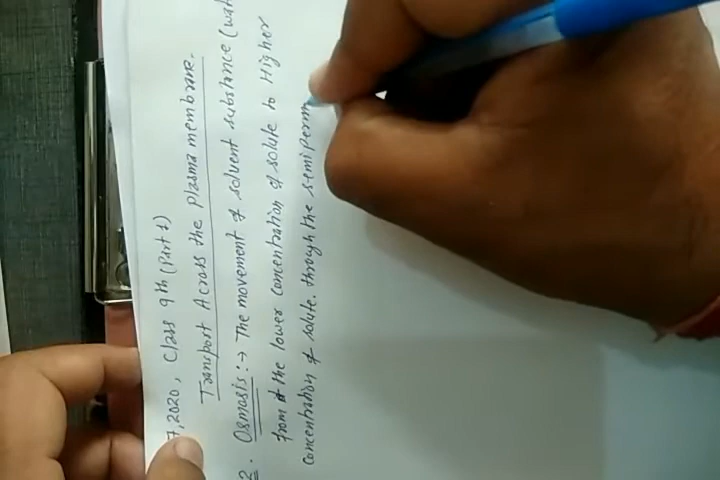 7, 2020, Class 9th (Part 1)
Transport Across the plasma membrane.
2. Osmosis :→ The movement of solvent substance (wat
from the lower concentration of solute to Higher
concentration of solute. through the semiperm